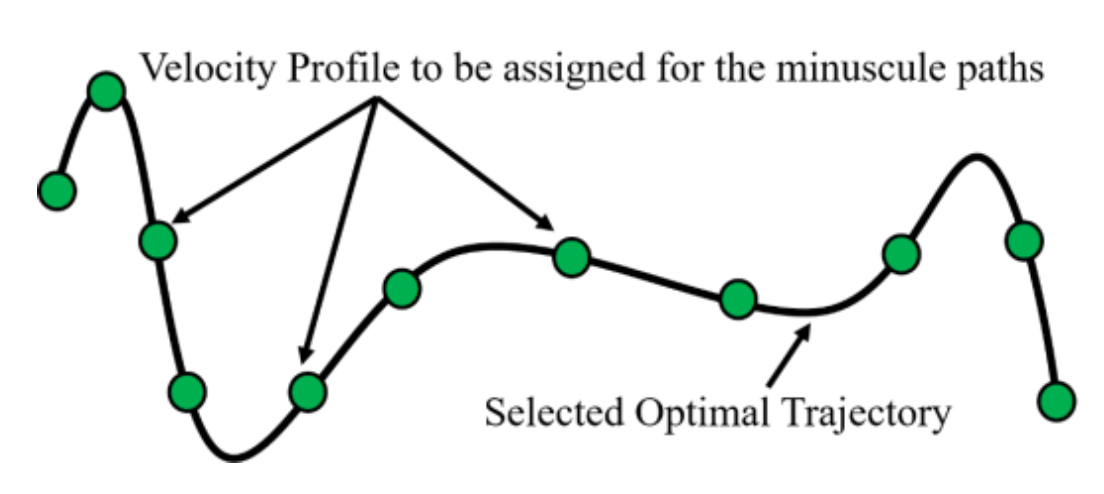 Velocity Profile to be assigned for the minuscule paths
Selected Optimal Trajectory